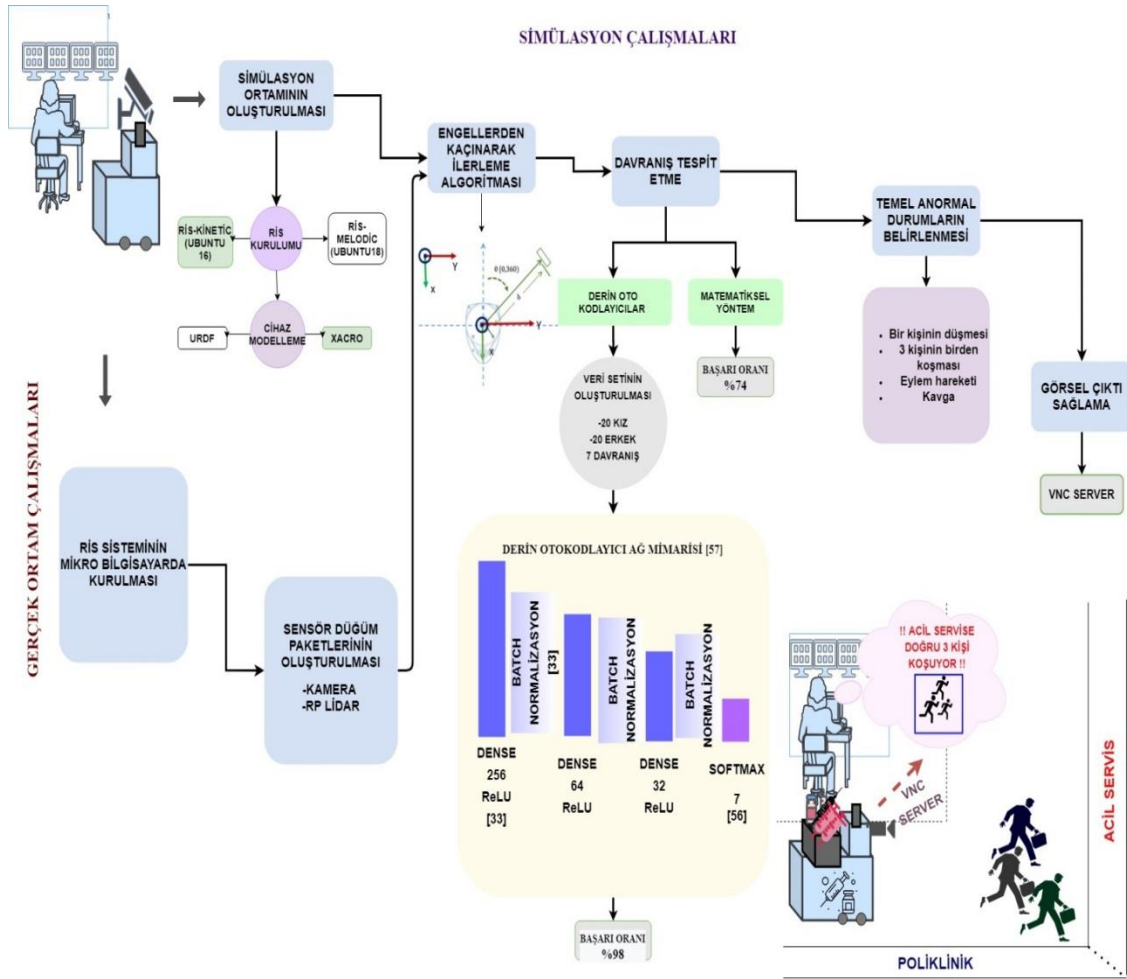 SİMÜLASYON ÇALIŞMALARI
SİMÜLASYON
ORTAMININ
OLUŞTURULMASI
ENGELLERDEN
KAÇINARAK
İLERLEME
ALGORİTMASI
DAVRANIŞ TESPİT
ETME
TEMEL ANORMAL
DURUMLARIN
BELİRLENMESİ
RİS-KİNETİC
(UBUNTU
16)
RİS
KURULUMU
RİS-
MELODIC
(UBUNTU18)
URDF
CİHAZ
MODELLEME
XACRO
Y
X
θ [0,360]
Y
X
DERİN OTO
KODLAYICILAR
MATEMATİKSEL
YÖNTEM
BAŞARI ORANI
%74
VERİ SETİNİN
OLUŞTURULMASI
-20 KIZ
-20 ERKEK
7 DAVRANIŞ
• Bir kişinin düşmesi
• 3 kişinin birden
koşması
• Eylem hareketi
• Kavga
GÖRSEL ÇIKTI
SAĞLAMA
VNC SERVER
GERÇEK ORTAM ÇALIŞMALARI
RİS SİSTEMİNİN
MİKRO BİLGİSAYARDA
KURULMASI
SENSÖR DÜĞÜM
PAKETLERİNİN
OLUŞTURULMASI
-KAMERA
-RP LİDAR
DERİN OTOKODLAYICI AĞ MİMARİSİ [57]
BATCH
NORMALİZASYON
[33]
BATCH
NORMALİZASYON
BATCH
NORMALİZASYON
DENSE
256
ReLU
[33]
DENSE
64
ReLU
DENSE
32
ReLU
SOFTMAX
7
[56]
BAŞARI ORANI
%98
!! ACİL SERVİSE
DOĞRU 3 KİŞİ
KOŞUYOR !!
VNC
SERVER
ACİL SERVİS
POLİKLİNİK